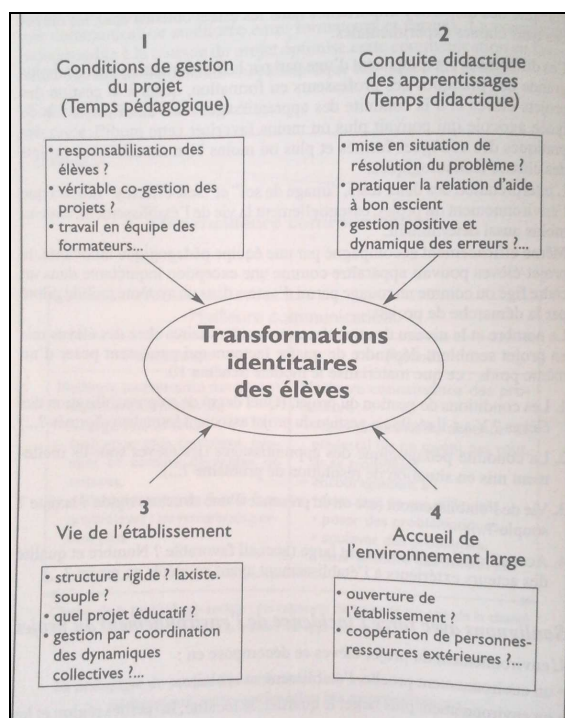 1
Conditions de gestion
du projet
(Temps pédagogique)
• responsabilisation des
élèves ?
• véritable co-gestion des
projets ?
• travail en équipe des
formateurs...
2
Conduite didactique
des apprentissages
(Temps didactique)
• mise en situation de
résolution du problème ?
• pratiquer la relation d'aide
à bon escient
• gestion positive et
dynamique des erreurs ?...
Transformations
identitaires
des élèves
3
Vie de l'établissement
• structure rigide ? laxiste.
souple ?
• quel projet éducatif ?
• gestion par coordination
des dynamiques
collectives ?...
4
Accueil de
l'environnement large
• ouverture de
l'établissement ?
• coopération de personnes-
ressources extérieures ?...